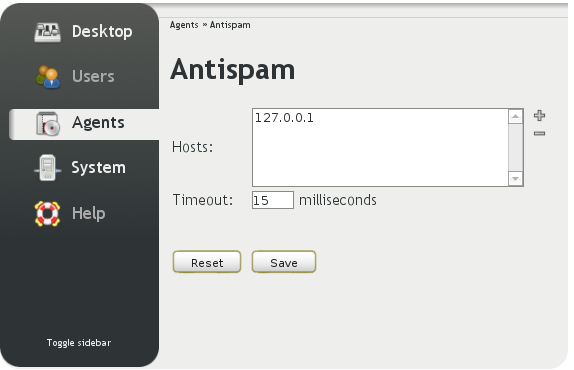 Desktop
Users
Agents
System
Help
Toggle sidebar
Agents » Antispam
Antispam
Hosts:
127.0.0.1
Timeout: 15 milliseconds
Reset Save